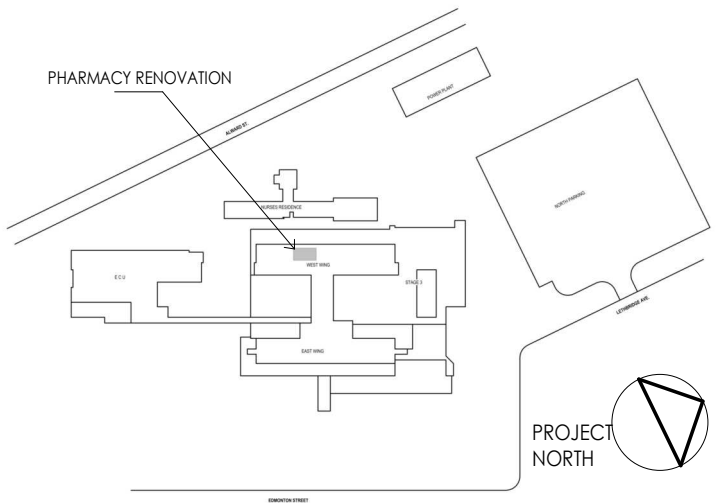 PHARMACY RENOVATION
POWER PLANT
ALWARD ST.
NORTH PARKING
NURSES RESIDENCE
WEST WING
E C U
STAGE 3
LETHBRIDGE AVE.
EAST WING
PROJECT
NORTH
EDMONTON STREET